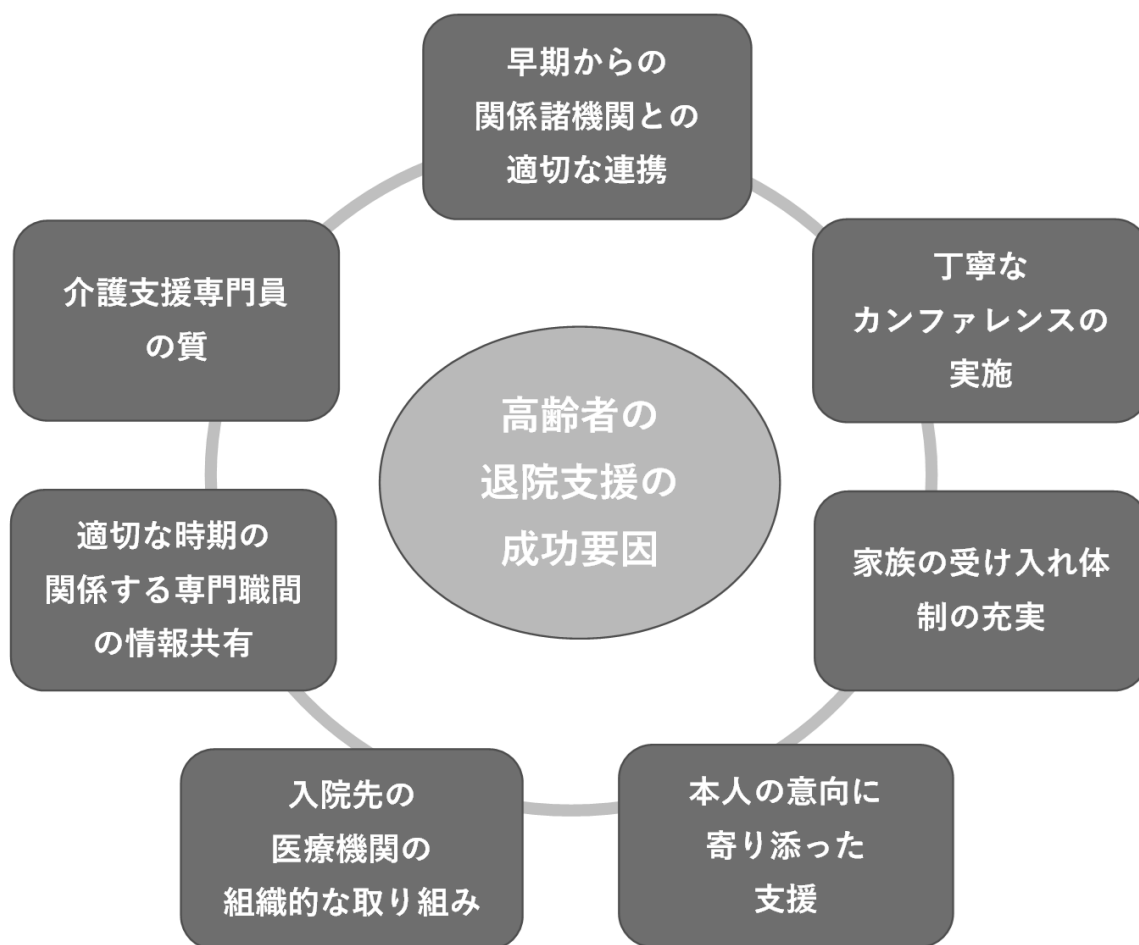 早期からの
関係諸機関との
適切な連携
丁寧な
カンファレンスの
実施
家族の受け入れ体
制の充実
本人の意向に
寄り添った
支援
入院先の
医療機関の
組織的な取り組み
適切な時期の
関係する専門職間
の情報共有
介護支援専門員
の質
高齢者の
退院支援の
成功要因